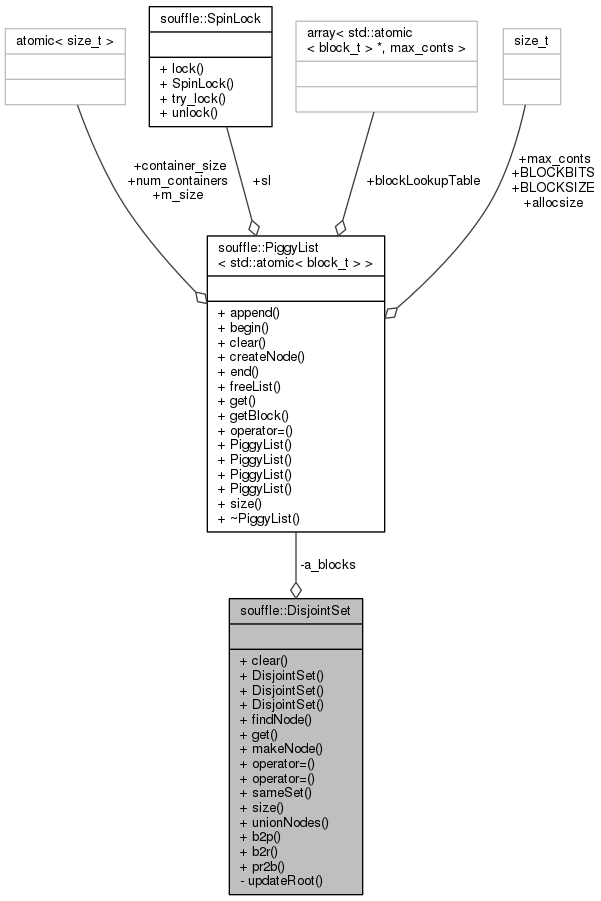 souffle::SpinLock
+ lock()
+ SpinLock()
+ try_lock()
+ unlock()
atomic< size_t >
array< std::atomic
< block_t > *, max_conts >
size_t
+container_size
+num_containers
+m_size
+sl
+blockLookupTable
+max_conts
+BLOCKBITS
+BLOCKSIZE
+allocsize
souffle::PiggyList
< std::atomic< block_t > >
+ append()
+ begin()
+ clear()
+ createNode()
+ end()
+ freeList()
+ get()
+ getBlock()
+ operator=()
+ PiggyList()
+ PiggyList()
+ PiggyList()
+ PiggyList()
+ size()
+ ~PiggyList()
-a_blocks
souffle::DisjointSet
+ clear()
+ DisjointSet()
+ DisjointSet()
+ DisjointSet()
+ findNode()
+ get()
+ makeNode()
+ operator=()
+ operator=()
+ sameSet()
+ size()
+ unionNodes()
+ b2p()
+ b2r()
+ pr2b()
- updateRoot()